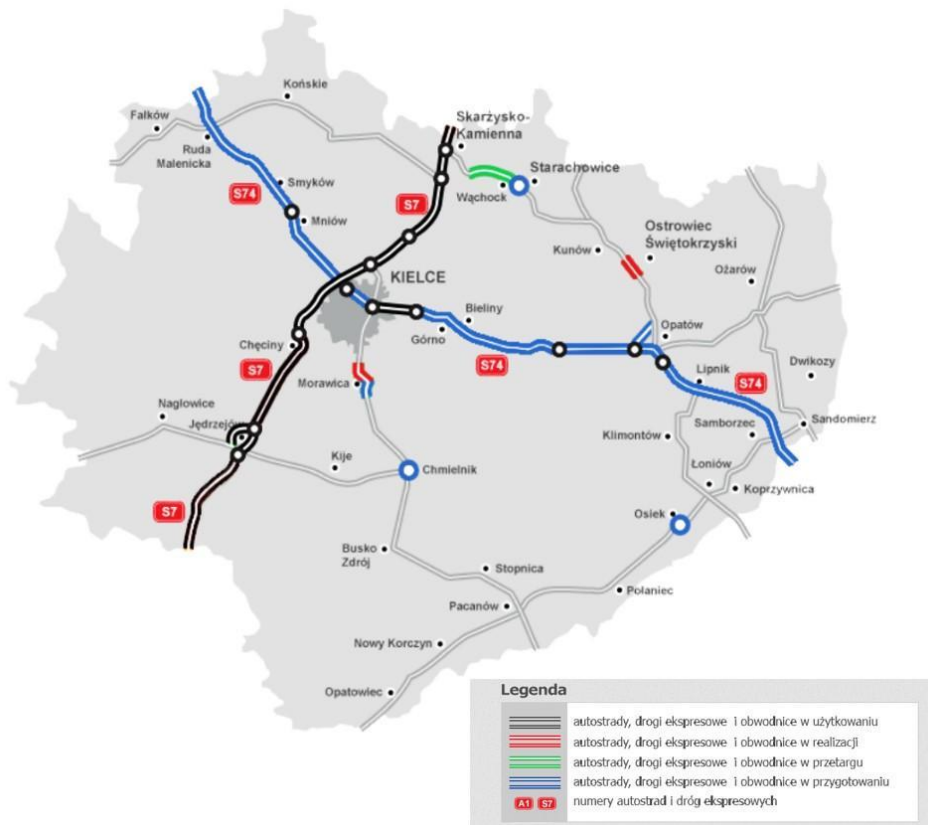 Końskie
Fałków
Skarżysko-
Kamienna
Ruda
Malenicka
Starachowice
Smyków
S74
Wąchock
S7
Mniów
Ostrowiec
Świętokrzyski
Kunów
Ożarów
KIELCE
Bieliny
Opatów
Górno
Chęciny
S7
S74
Lipnik
Dwikozy
Morawica
S74
Nagłowice
Sandomierz
Jędrzejów
Klimontów
Samborzec
Kije
Chmielnik
Łoniów
Koprzywnica
S7
Osiek
Busko
Zdrój
Stopnica
Połaniec
Pacanów
Nowy Korczyn
Opatowiec
Legenda
autostrady, drogi ekspresowe i obwodnice w użytkowaniu
autostrady, drogi ekspresowe i obwodnice w realizacji
autostrady, drogi ekspresowe i obwodnice w przetargu
autostrady, drogi ekspresowe i obwodnice w przygotowaniu
A1 S7 numery autostrad i dróg ekspresowych